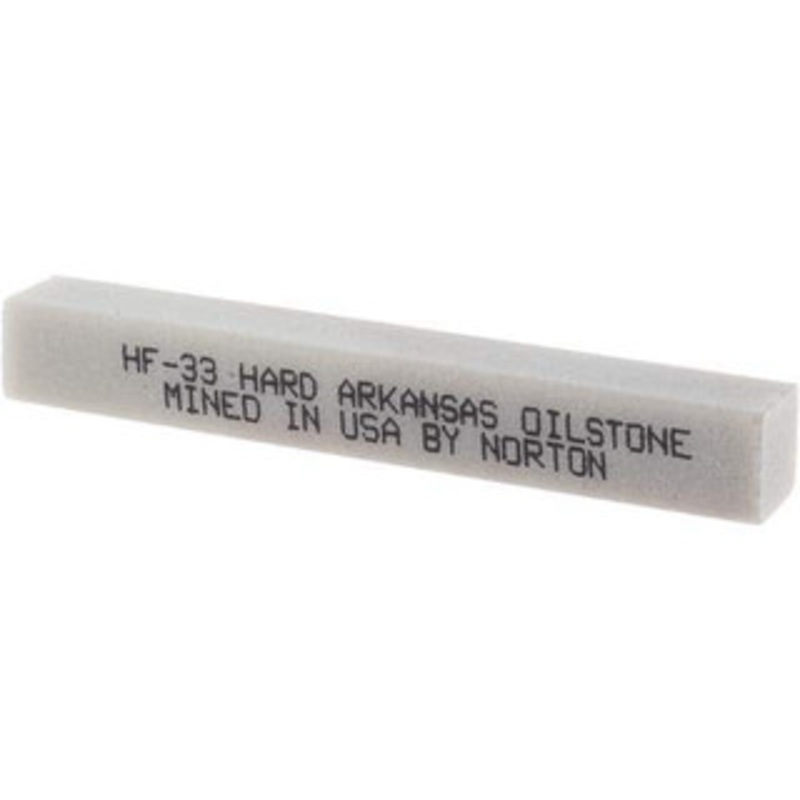 HF-33 HARD ARKANSAS OILSTONE
MINED IN USA BY NORTON